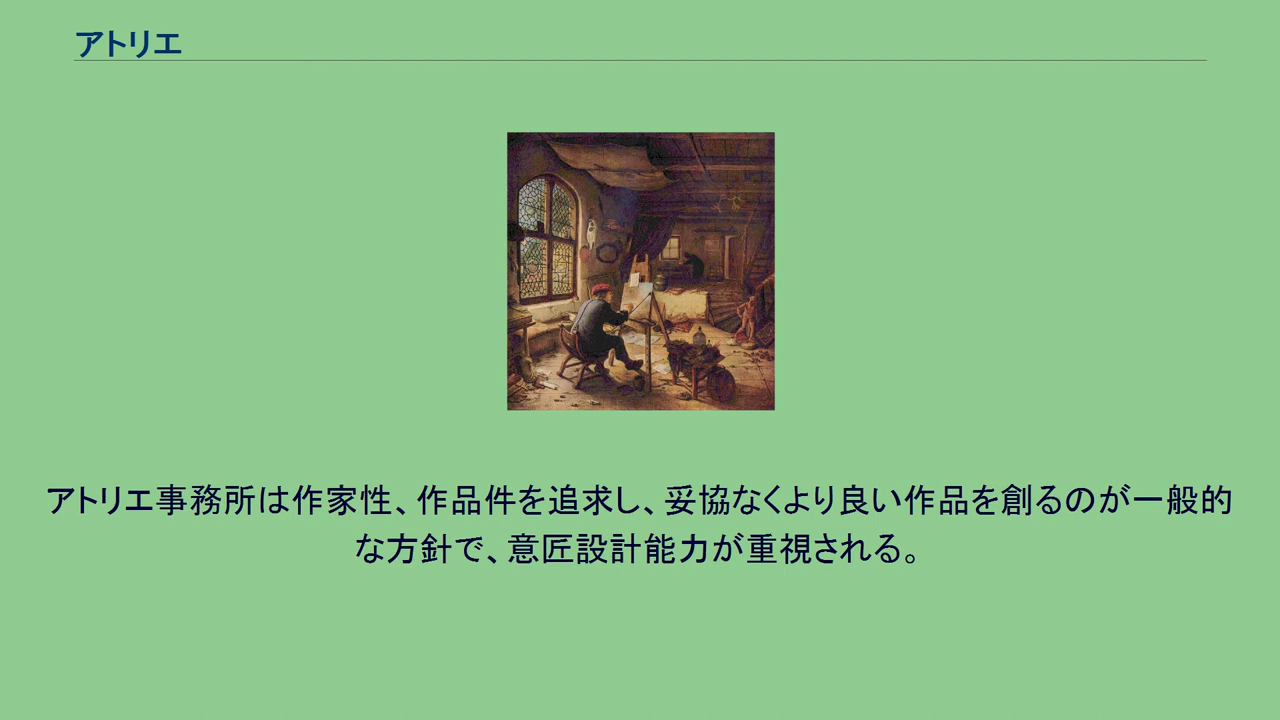 アトリエ
アトリエ事務所は作家性、作品件を追求し、妥協なくより良い作品を創るのが一般的
な方針で、意匠設計能力が重視される。